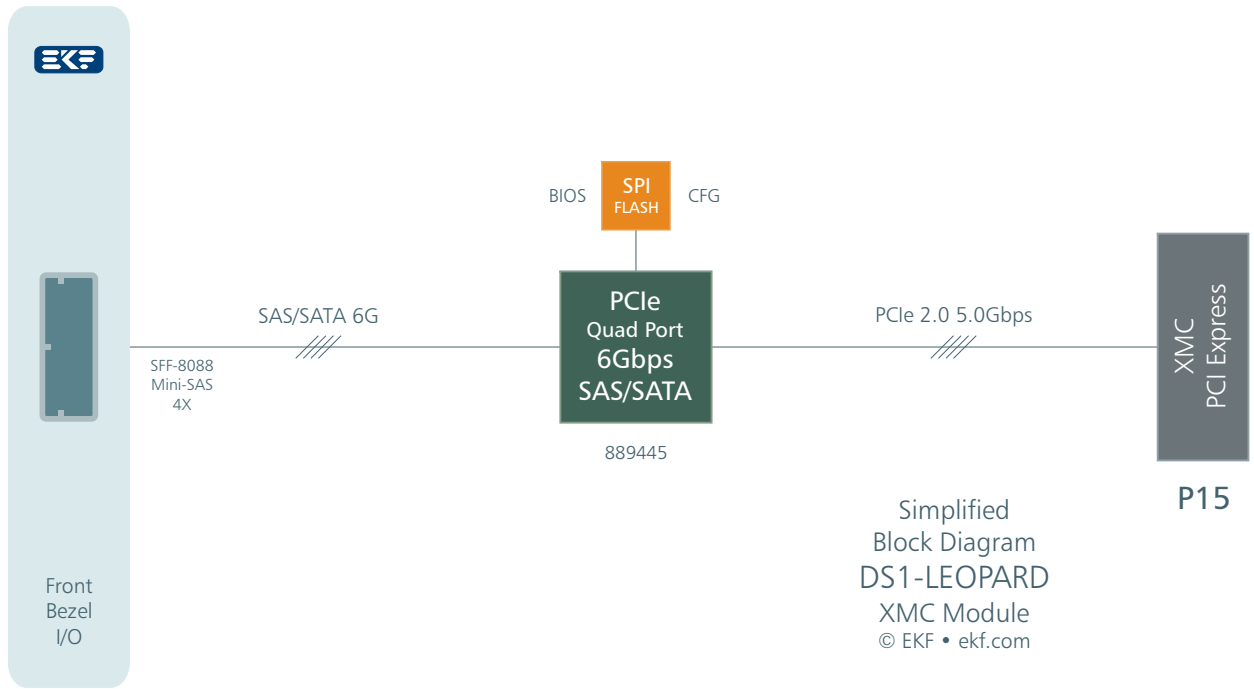 EKF
BIOS
SPI
FLASH
CFG
SAS/SATA 6G
SFF-8088
Mini-SAS
4X
PCIe
Quad Port
6Gbps
SAS/SATA
889445
PCIe 2.0 5.0Gbps
XMC
PCI Express
P15
Front
Bezel
I/O
Simplified
Block Diagram
DS1-LEOPARD
XMC Module
© EKF • ekf.com